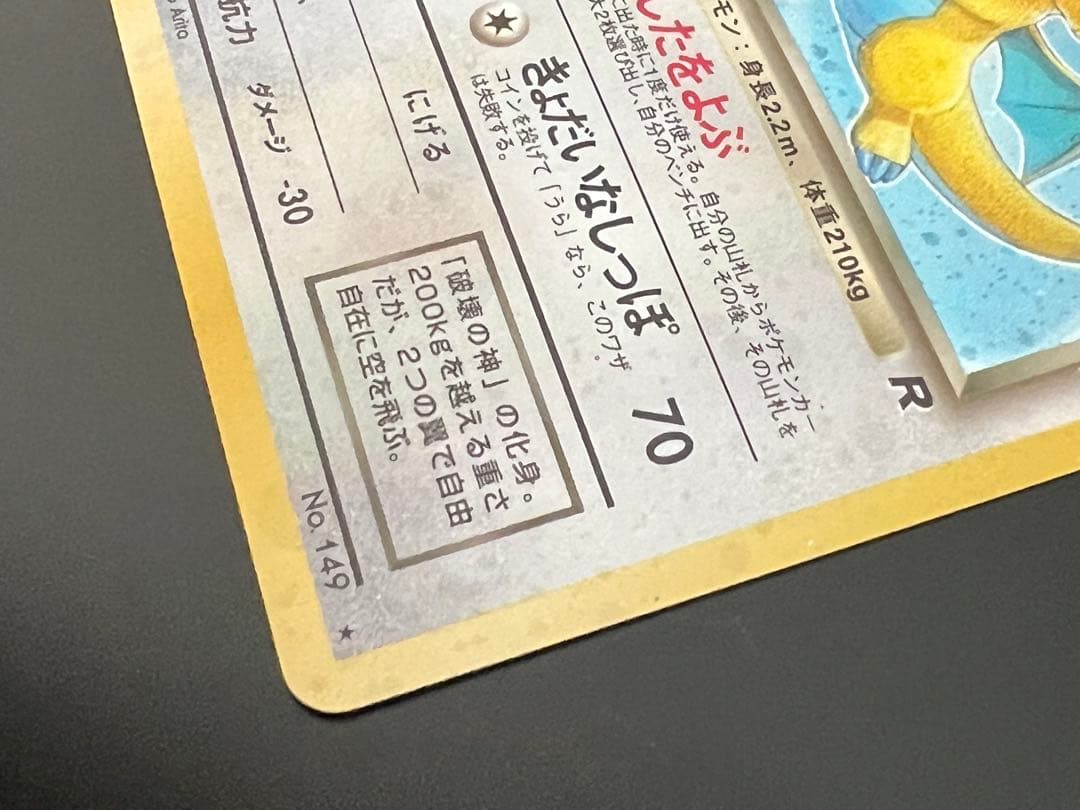 モン：身長2.2m、体重210kg
R
したをよぶ
て出た時に1度だけ使える。自分の山札からポケモンカー
大2枚選び出し、自分のベンチに出す。その後、その山札を
きょだいなしっぽ 70
コインを投げて「うら」なら、このワザ
は失敗する。
にげる
抗力
ダメージ -30
「破壊の神」の化身。
200kgを越える重さ
だが、2つの翼で自由
自在に空を飛ぶ。
Arita
No. 149 ★